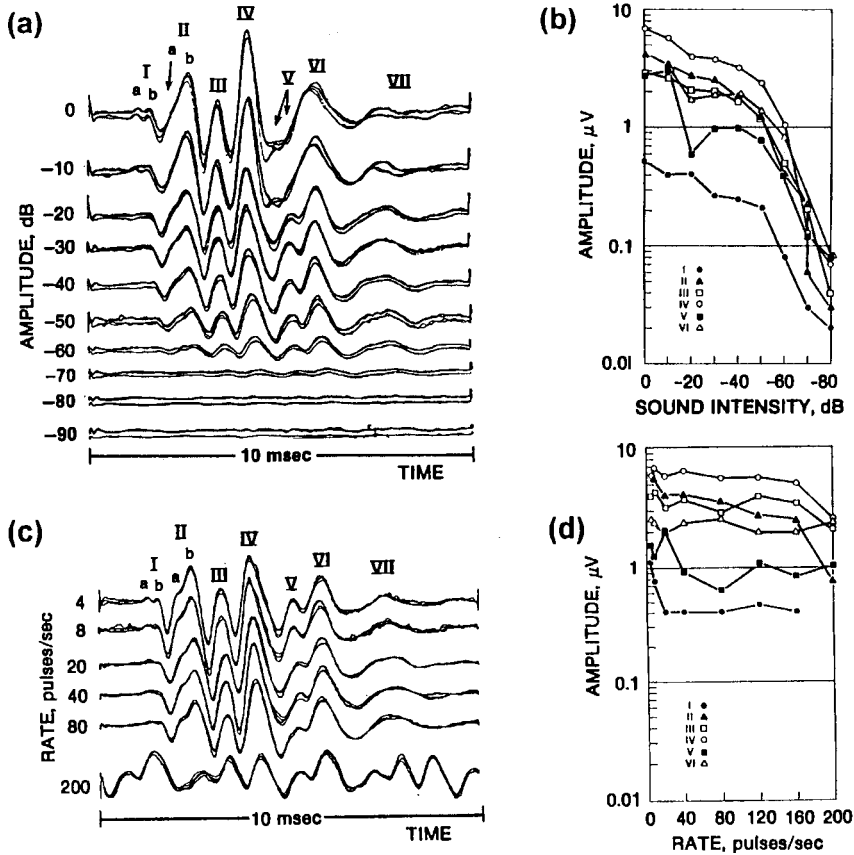 (a)
I
a
b
II
a
b
III
IV
V
VI
VII
AMPLITUDE, dB
0
-10
-20
-30
-40
-50
-60
-70
-80
-90
10 msec
TIME
(b)
AMPLITUDE, μV
10
1
0.1
0.01
I
II
III
IV
V
VI
0 -20 -40 -60 -80
SOUND INTENSITY, dB
(c)
I
a
b
II
a
b
III
IV
V
VI
VII
RATE, pulses/sec
4
8
20
40
80
200
10 msec
TIME
(d)
AMPLITUDE, μV
10
1
0.1
0.01
I
II
III
IV
V
VI
0 40 80 120 160 200
RATE, pulses/sec